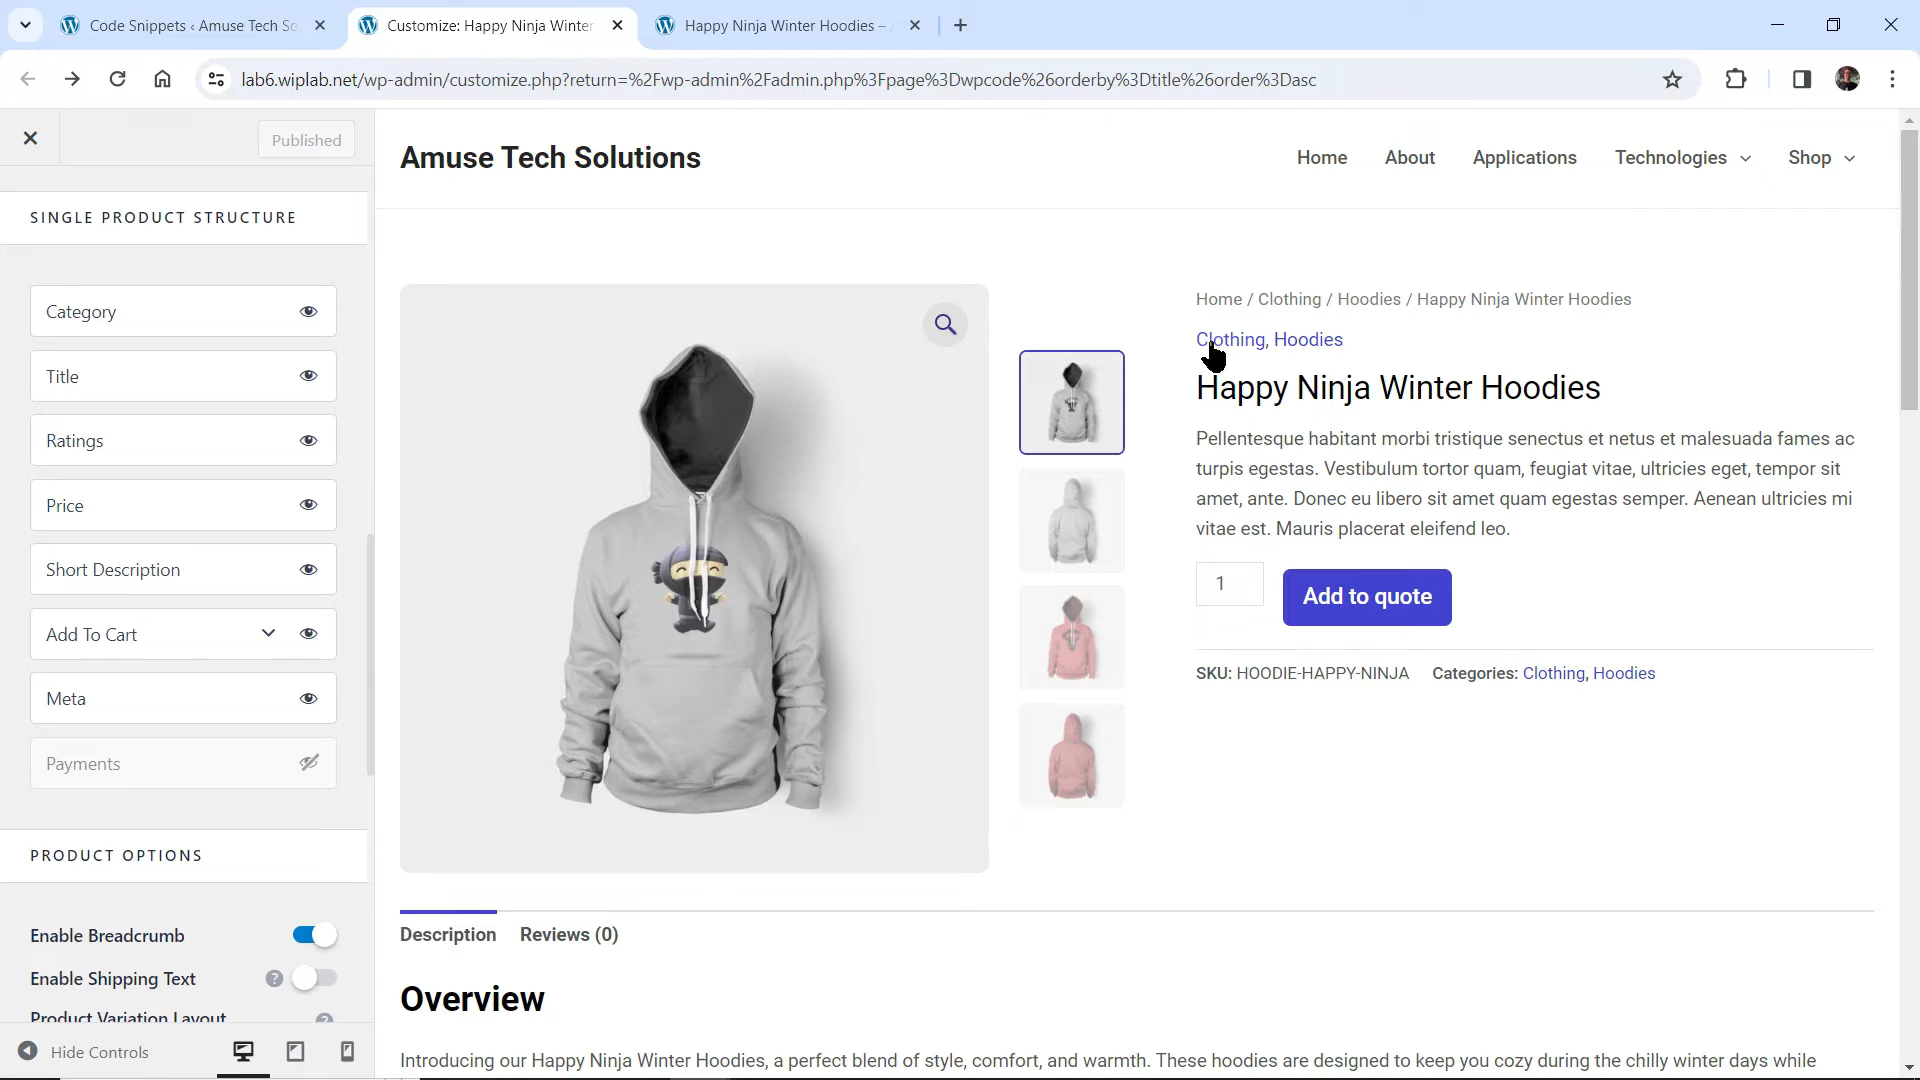 Code Snippets ‹ Amuse Tech So
Customize: Happy Ninja Winter
Happy Ninja Winter Hoodies –
lab6.wiplab.net/wp-admin/customize.php?return=%2Fwp-admin%2Fadmin.php%3Fpage%3Dwpcode%26orderby%3Dtitle%26order%3Dasc
Published
SINGLE PRODUCT STRUCTURE
Category
Title
Ratings
Price
Short Description
Add To Cart
Meta
Payments
PRODUCT OPTIONS
Enable Breadcrumb
Enable Shipping Text
Product Variation Layout
Hide Controls
Amuse Tech Solutions
Home
About
Applications
Technologies
Shop
Home / Clothing / Hoodies / Happy Ninja Winter Hoodies
Clothing, Hoodies
Happy Ninja Winter Hoodies
Pellentesque habitant morbi tristique senectus et netus et malesuada fames ac
turpis egestas. Vestibulum tortor quam, feugiat vitae, ultricies eget, tempor sit
amet, ante. Donec eu libero sit amet quam egestas semper. Aenean ultricies mi
vitae est. Mauris placerat eleifend leo.
1
Add to quote
SKU: HOODIE-HAPPY-NINJA Categories: Clothing, Hoodies
Description
Reviews (0)
Overview
Introducing our Happy Ninja Winter Hoodies, a perfect blend of style, comfort, and warmth. These hoodies are designed to keep you cozy during the chilly winter days while